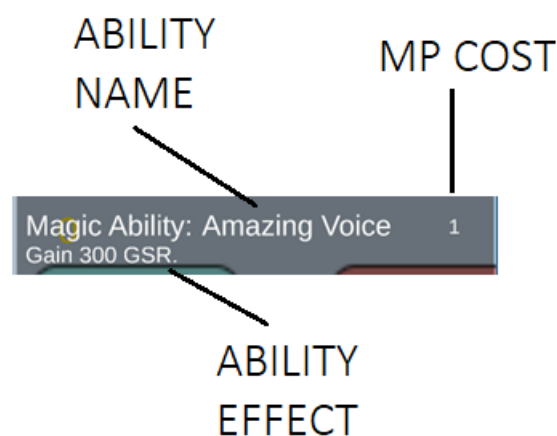 ABILITY
NAME
MP COST
Magic Ability: Amazing Voice 1
Gain 300 GSR.
ABILITY
EFFECT